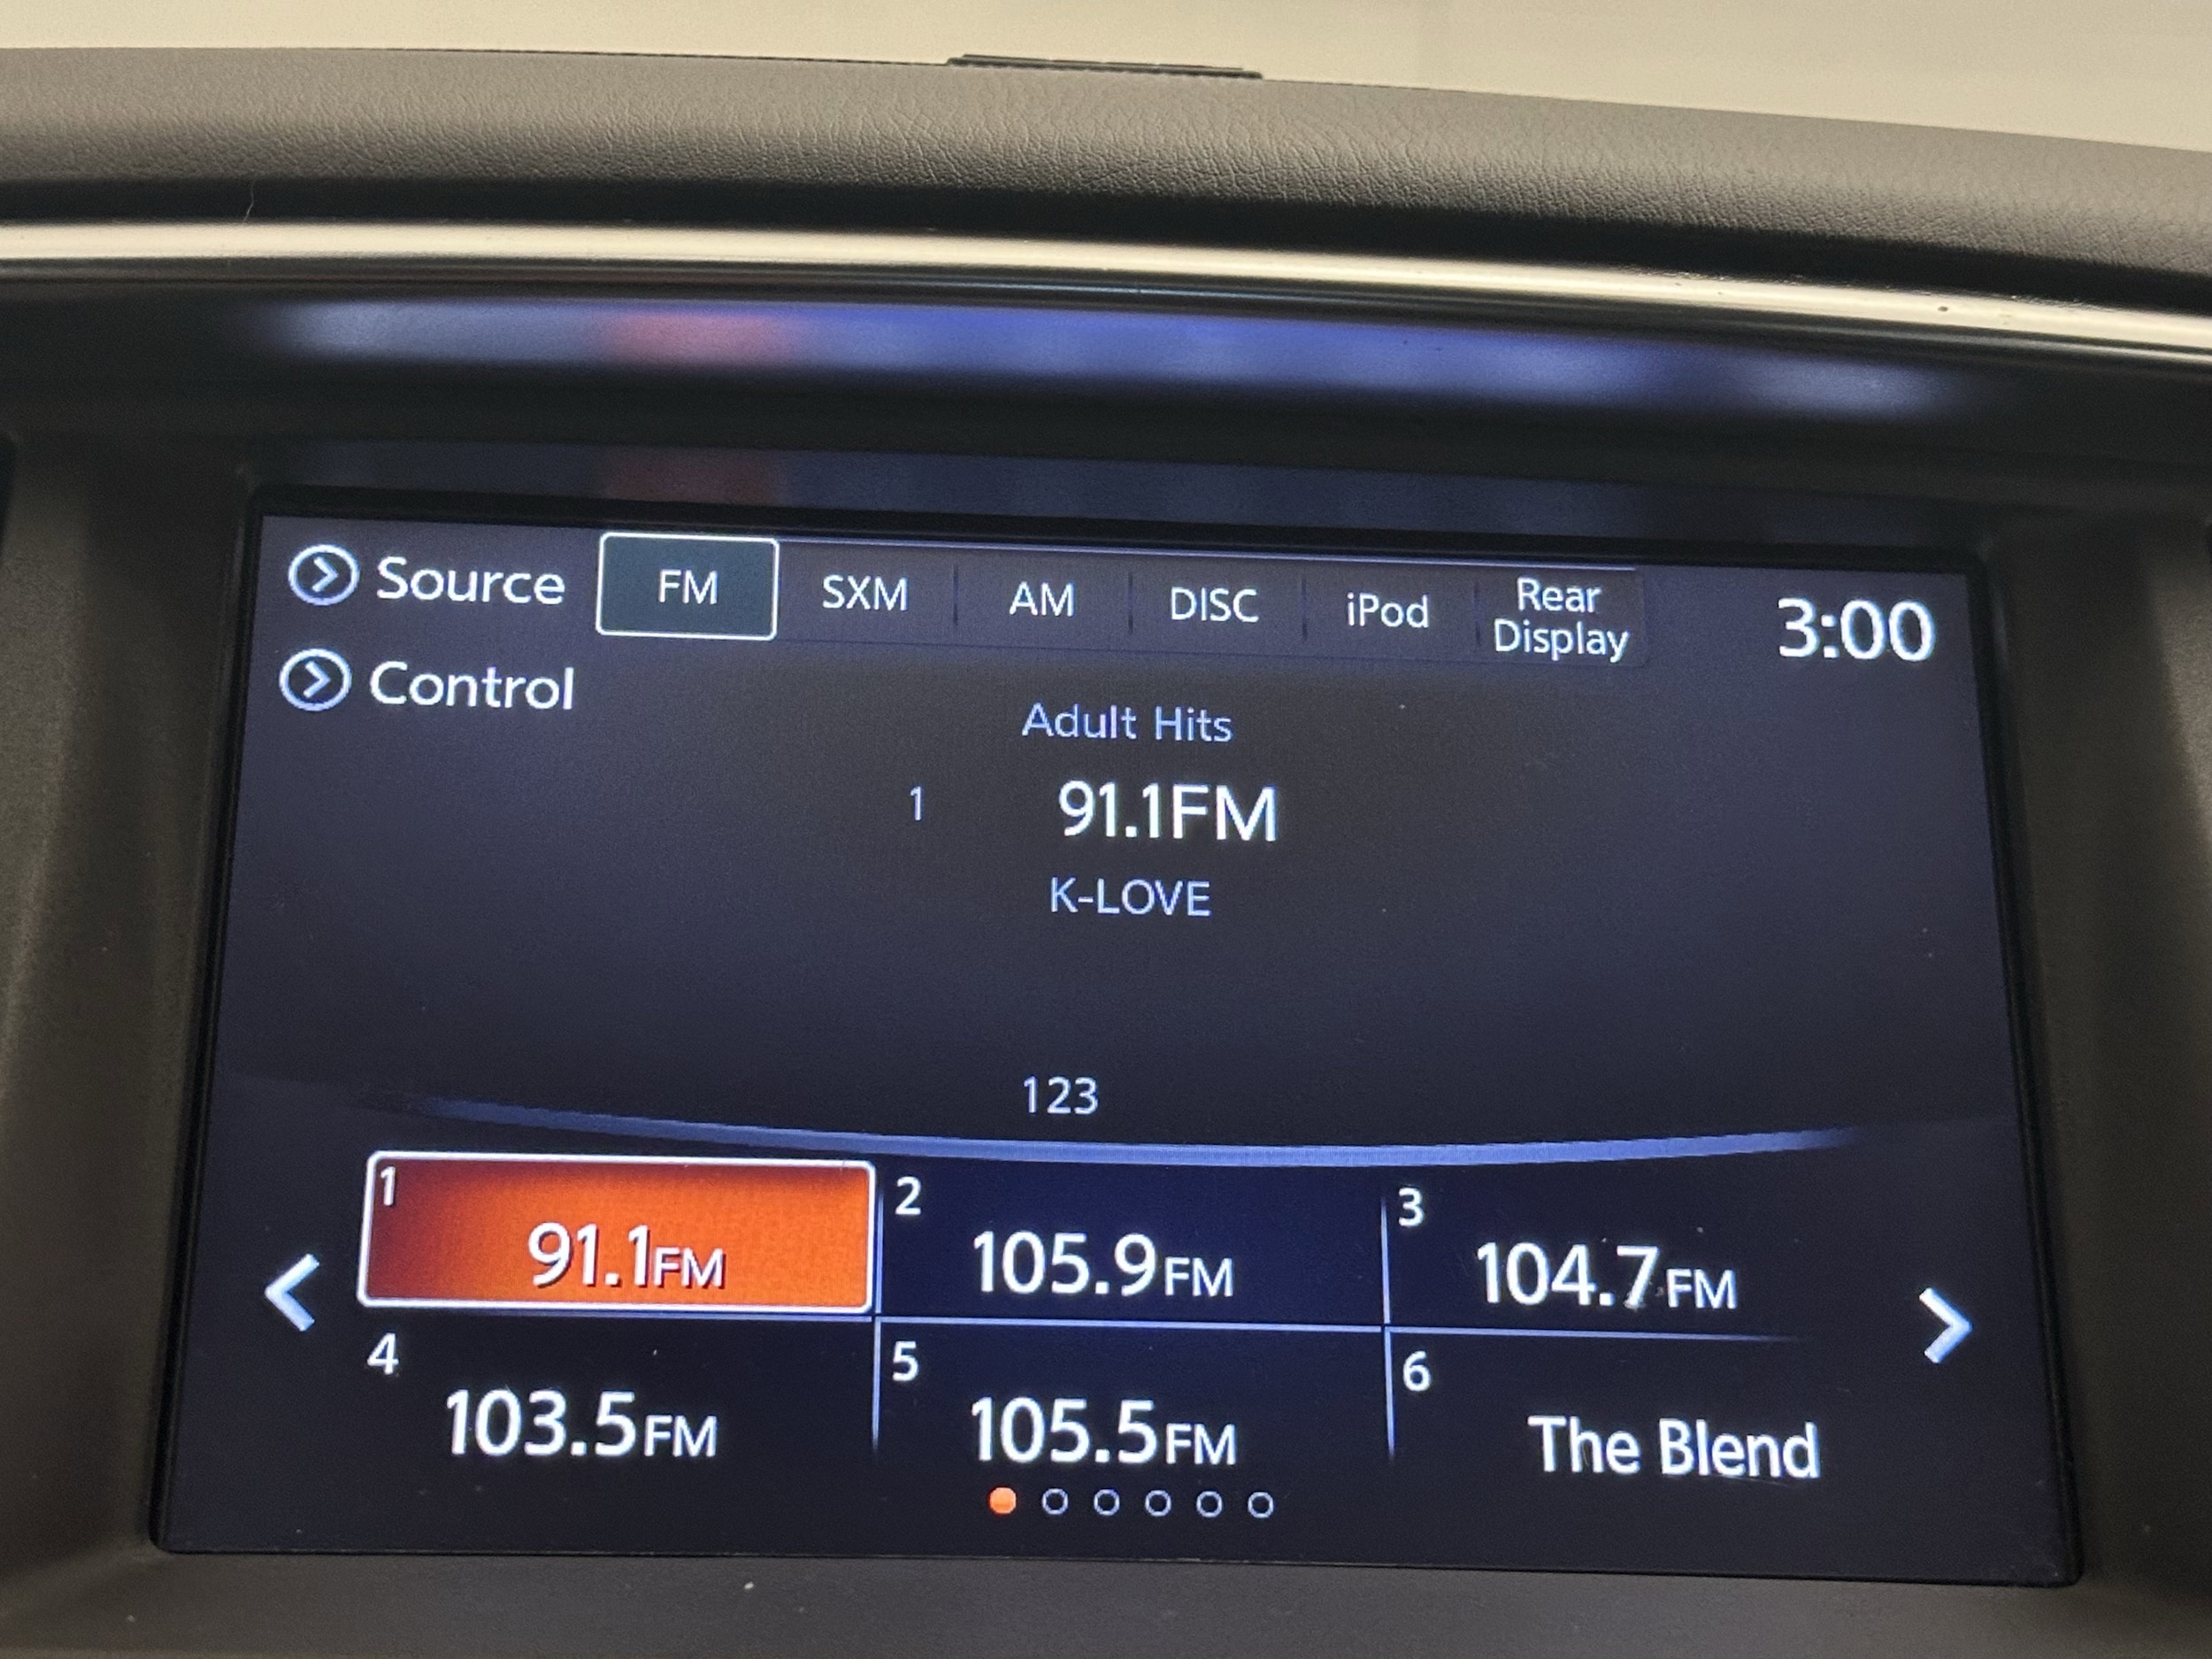 Source FM SXM AM DISC iPod Rear Display 3:00
Control
Adult Hits
1 91.1FM
K-LOVE
123
1 91.1FM 2 105.9FM 3 104.7FM
4 103.5FM 5 105.5FM 6 The Blend